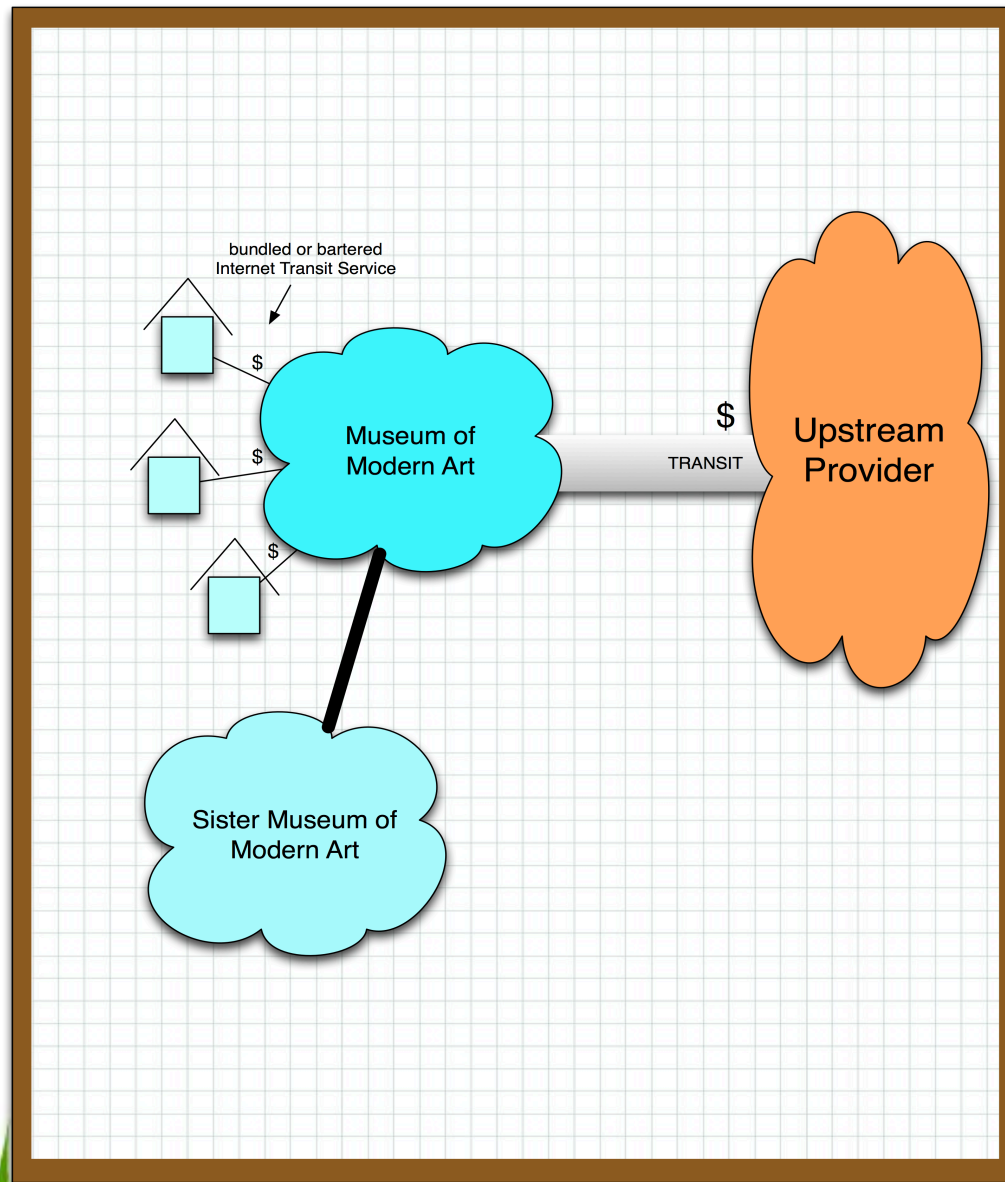 bundled or bartered
Internet Transit Service
$
$
$
Museum of
Modern Art
$
TRANSIT
Upstream
Provider
Sister Museum of
Modern Art